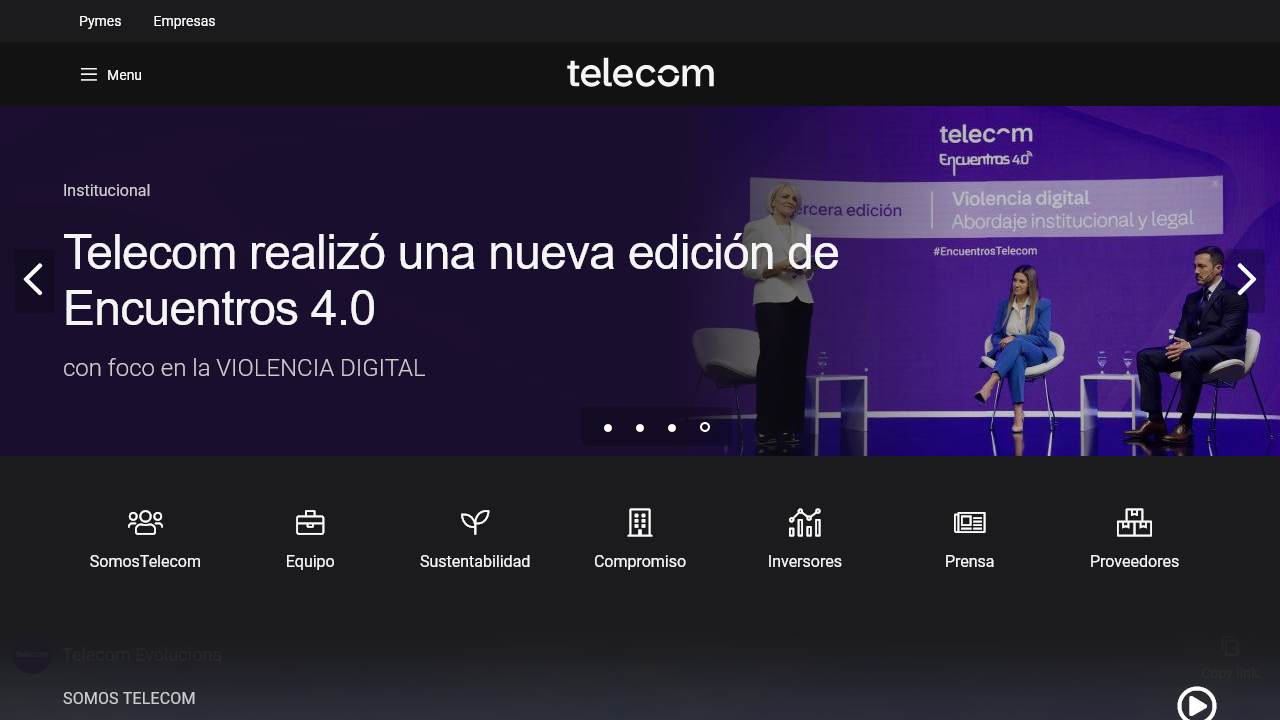 Pymes Empresas
Menu
telecom
telecom
Encuentros 4.0
Institucional
ercera edición
Violencia digital
Abordaje institucional y legal
Telecom realizó una nueva edición de
Encuentros 4.0
#EncuentrosTelecom
con foco en la VIOLENCIA DIGITAL
SomosTelecom Equipo Sustentabilidad Compromiso Inversores Prensa Proveedores
telecom
Telecom Evoluciona
Copy link
SOMOS TELECOM